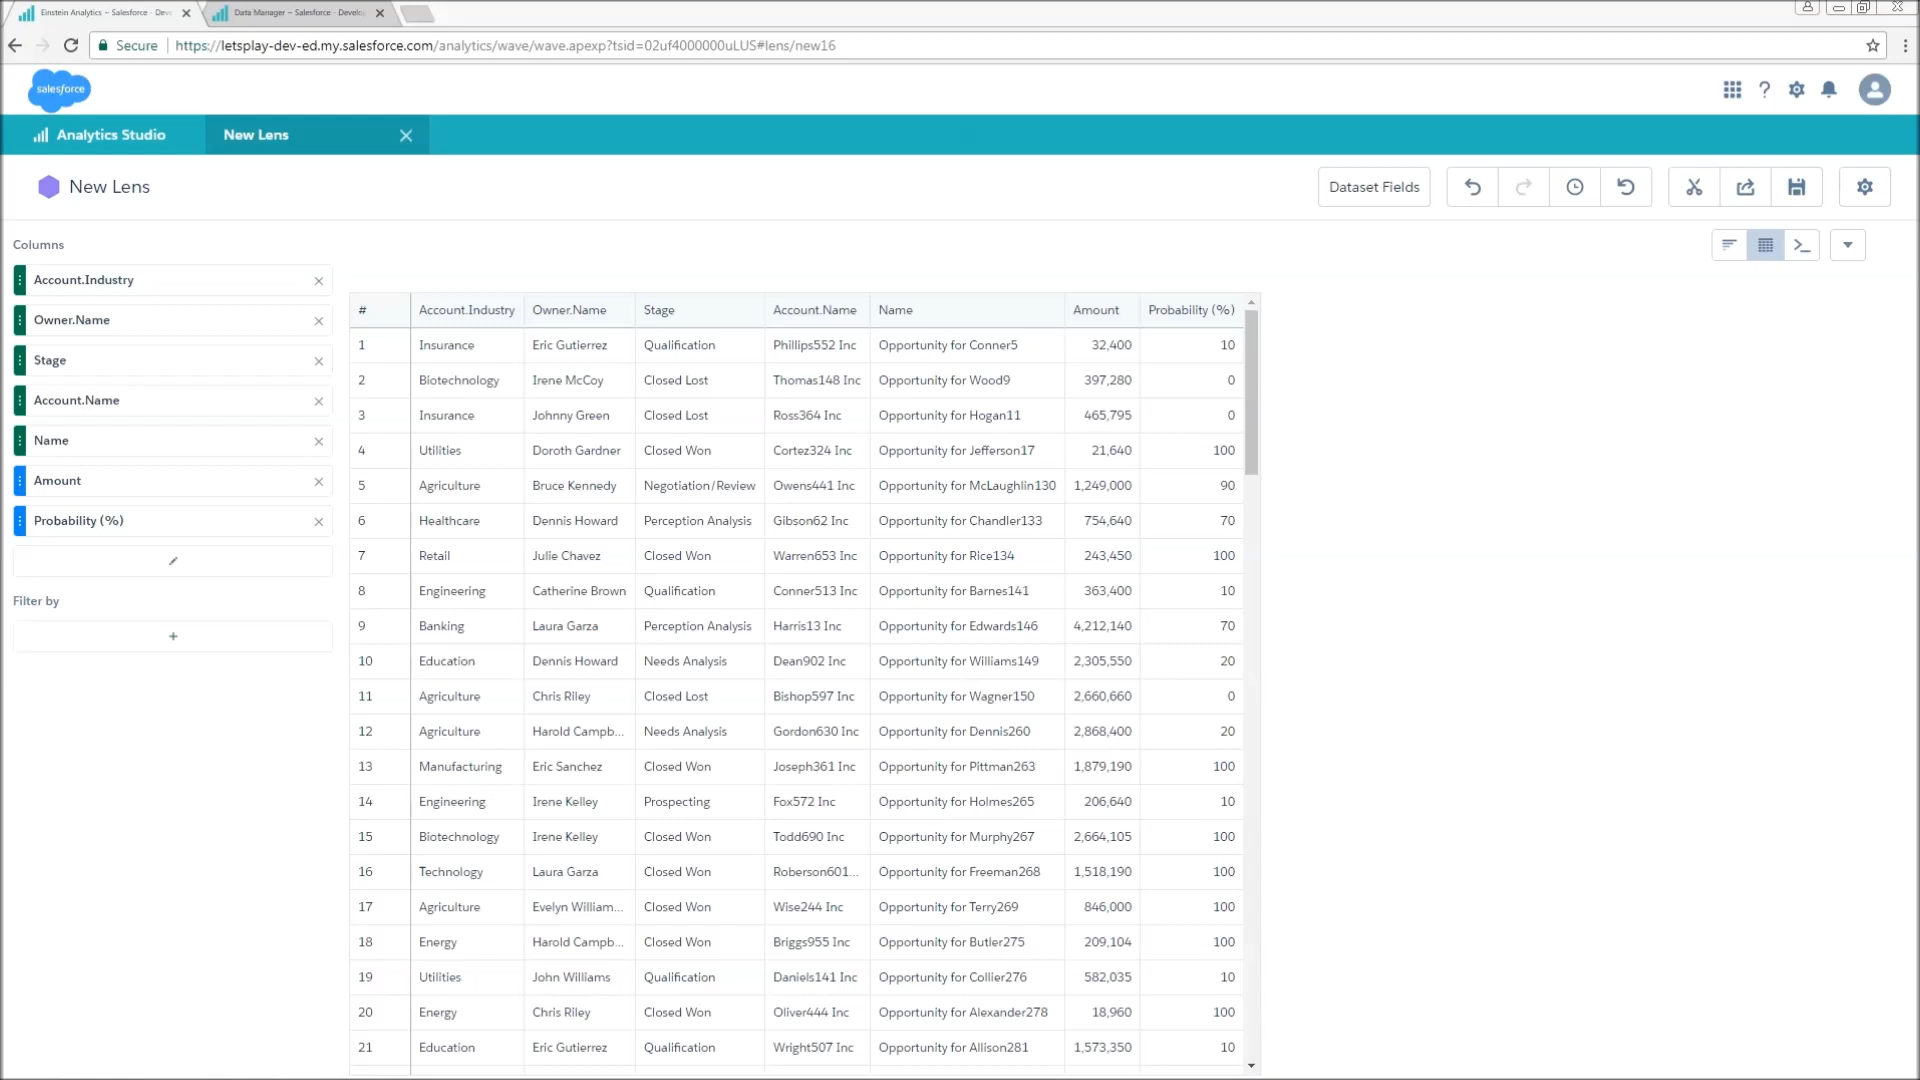 Einstein Analytics – Salesforce - Dev
Data Manager – Salesforce - Develo
Secure
https://letsplay-dev-ed.my.salesforce.com/analytics/wave/wave.apexp?tsid=02uf4000000uLUS#lens/new16
salesforce
Analytics Studio
New Lens
New Lens
Dataset Fields
Columns
Account.Industry
Owner.Name
Stage
Account.Name
Name
Amount
Probability (%)
Filter by
# Account.Industry Owner.Name Stage Account.Name Name Amount Probability (%)
1 Insurance Eric Gutierrez Qualification Phillips552 Inc Opportunity for Conner5 32,400 10
2 Biotechnology Irene McCoy Closed Lost Thomas148 Inc Opportunity for Wood9 397,280 0
3 Insurance Johnny Green Closed Lost Ross364 Inc Opportunity for Hogan11 465,795 0
4 Utilities Doroth Gardner Closed Won Cortez324 Inc Opportunity for Jefferson17 21,640 100
5 Agriculture Bruce Kennedy Negotiation/Review Owens441 Inc Opportunity for McLaughlin130 1,249,000 90
6 Healthcare Dennis Howard Perception Analysis Gibson62 Inc Opportunity for Chandler133 754,640 70
7 Retail Julie Chavez Closed Won Warren653 Inc Opportunity for Rice134 243,450 100
8 Engineering Catherine Brown Qualification Conner513 Inc Opportunity for Barnes141 363,400 10
9 Banking Laura Garza Perception Analysis Harris13 Inc Opportunity for Edwards146 4,212,140 70
10 Education Dennis Howard Needs Analysis Dean902 Inc Opportunity for Williams149 2,305,550 20
11 Agriculture Chris Riley Closed Lost Bishop597 Inc Opportunity for Wagner150 2,660,660 0
12 Agriculture Harold Campb... Needs Analysis Gordon630 Inc Opportunity for Dennis260 2,868,400 20
13 Manufacturing Eric Sanchez Closed Won Joseph361 Inc Opportunity for Pittman263 1,879,190 100
14 Engineering Irene Kelley Prospecting Fox572 Inc Opportunity for Holmes265 206,640 10
15 Biotechnology Irene Kelley Closed Won Todd690 Inc Opportunity for Murphy267 2,664,105 100
16 Technology Laura Garza Closed Won Roberson601... Opportunity for Freeman268 1,518,190 100
17 Agriculture Evelyn William... Closed Won Wise244 Inc Opportunity for Terry269 846,000 100
18 Energy Harold Campb... Closed Won Briggs955 Inc Opportunity for Butler275 209,104 100
19 Utilities John Williams Qualification Daniels141 Inc Opportunity for Collier276 582,035 10
20 Energy Chris Riley Closed Won Oliver444 Inc Opportunity for Alexander278 18,960 100
21 Education Eric Gutierrez Qualification Wright507 Inc Opportunity for Allison281 1,573,350 10